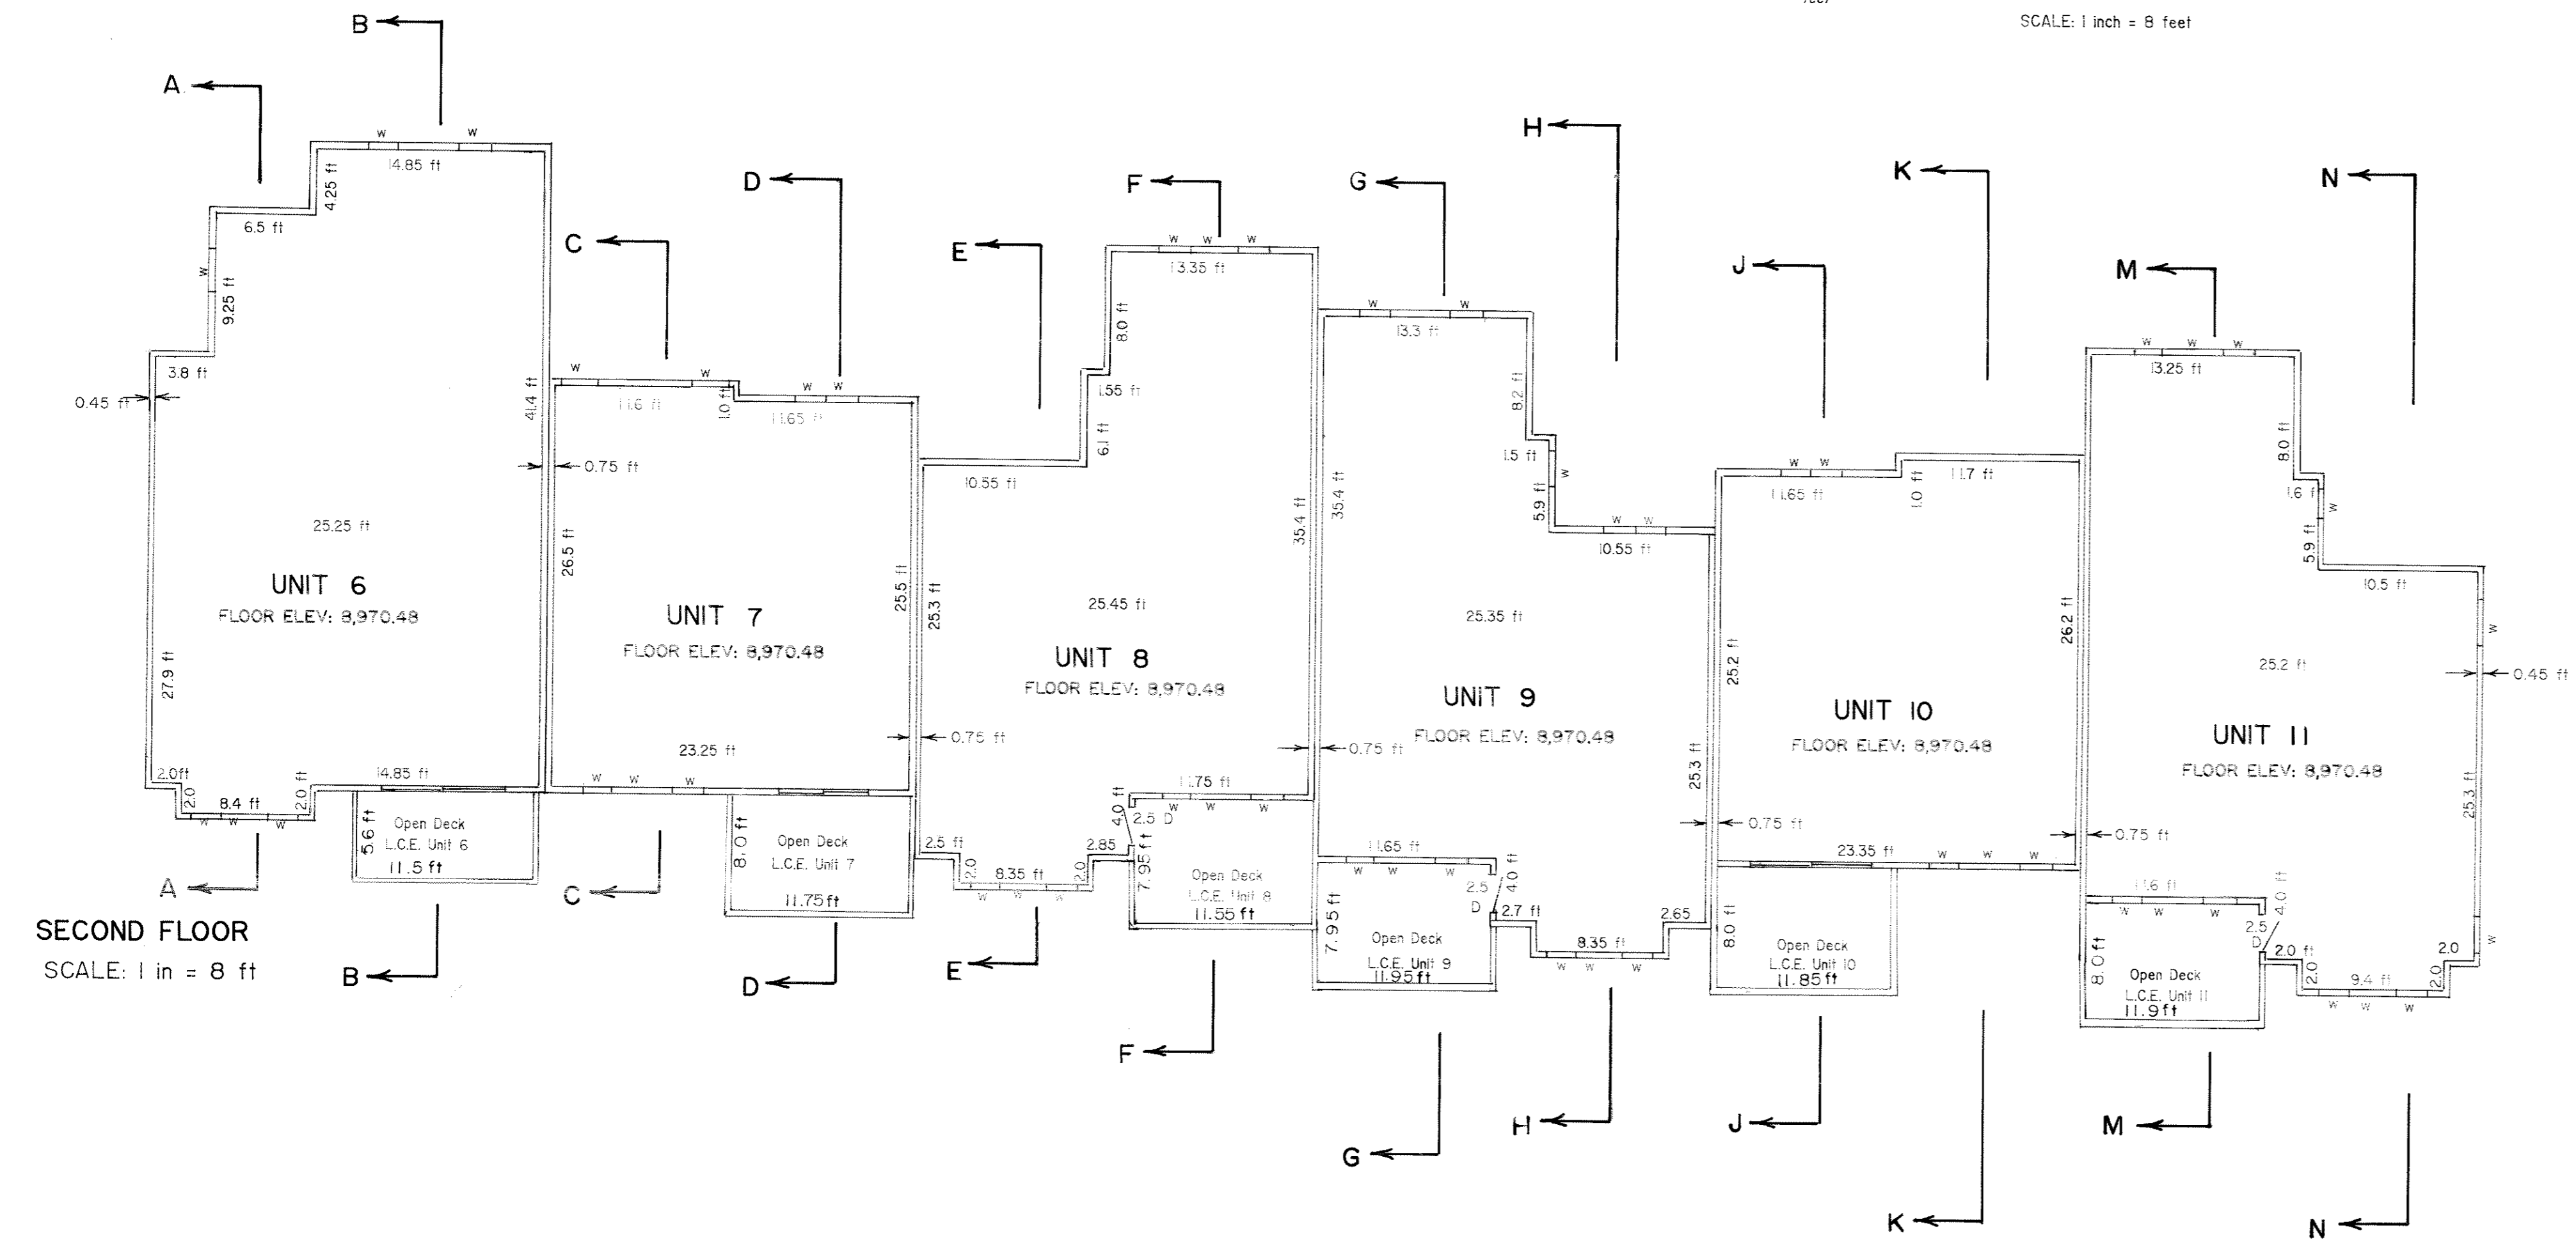 feet
SCALE: 1 inch = 8 feet
B
A
W W
14.85 ft
4.25 ft
6.5 ft
W
9.25 ft
3.8 ft
0.45 ft
41.4 ft
0.75 ft
25.25 ft
UNIT 6
FLOOR ELEV: 8,970.48
27.9 ft
2.0ft
2.0
8.4 ft
2.0 ft
14.85 ft
W W W
5.6 ft
Open Deck
L.C.E. Unit 6
11.5 ft
A
B
SECOND FLOOR
SCALE: 1 in = 8 ft
C
D
W W
11.6 ft
1.0 ft
W W
11.65 ft
26.5 ft
25.5 ft
UNIT 7
FLOOR ELEV: 8,970.48
23.25 ft
0.75 ft
W W W
8.0 ft
Open Deck
L.C.E. Unit 7
11.75 ft
C
D
E
F
W W W
13.35 ft
8.0 ft
1.55 ft
6.1 ft
10.55 ft
25.3 ft
35.4 ft
25.45 ft
UNIT 8
FLOOR ELEV: 8,970.48
11.75 ft
W W W
0.75 ft
4.0 ft
2.5 D
2.5 ft
2.0
8.35 ft
2.0
2.85
W W W
7.95 ft
Open Deck
L.C.E. Unit 8
11.55 ft
E
F
G
H
W W
13.3 ft
8.2 ft
1.5 ft
W
5.9 ft
W W
10.55 ft
35.4 ft
25.35 ft
UNIT 9
FLOOR ELEV: 8,970.48
25.3 ft
0.75 ft
11.65 ft
W W W
2.5
D
4.0 ft
2.7 ft
8.35 ft
2.65
W W W
7.95 ft
Open Deck
L.C.E. Unit 9
11.95 ft
G
H
J
K
W W
11.65 ft
1.0 ft
11.7 ft
25.2 ft
26.2 ft
UNIT 10
FLOOR ELEV: 8,970.48
0.75 ft
23.35 ft
W W W
8.0 ft
Open Deck
L.C.E. Unit 10
11.85 ft
J
K
M
N
W W W
13.25 ft
8.0 ft
1.6 f
W
5.9 ft
10.5 ft
W
25.2 ft
0.45 ft
UNIT 11
FLOOR ELEV: 8,970.48
25.3 ft
11.6 ft
W W W
4.0 ft
2.5
D
2.0 ft
2.0
9.4 ft
2.0
2.0
W
W W W
8.0 ft
Open Deck
L.C.E. Unit 11
11.9 ft
M
N